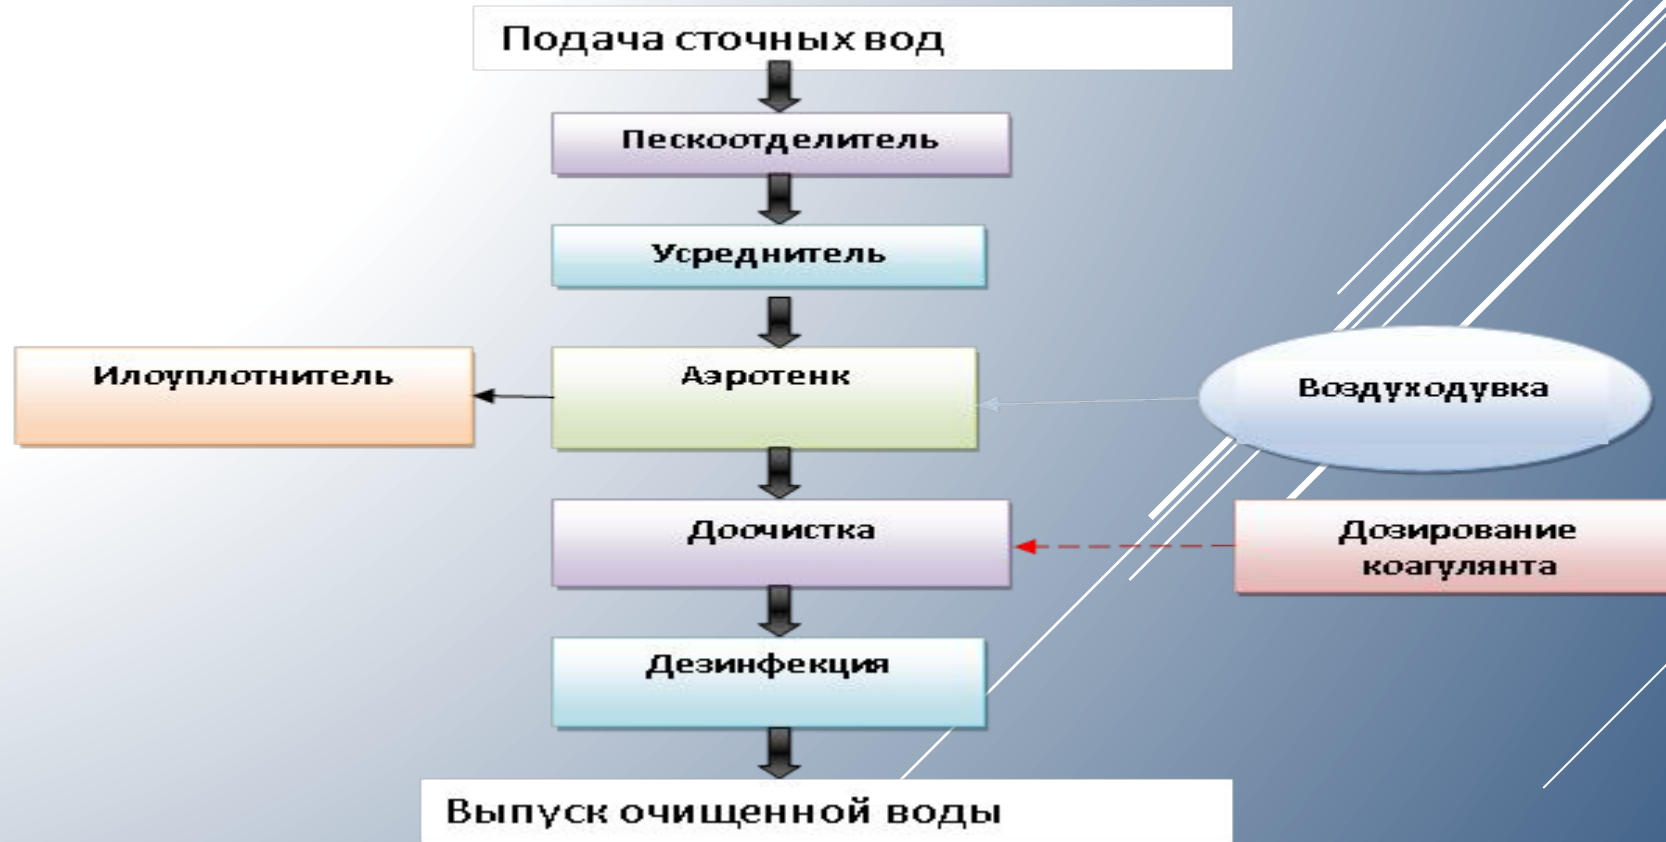 Подача сточных вод
Пескоотделитель
Усреднитель
Илоуплотнитель
Аэротенк
Воздуходувка
Доочистка
Дозирование
коагулянта
Дезинфекция
Выпуск очищенной воды